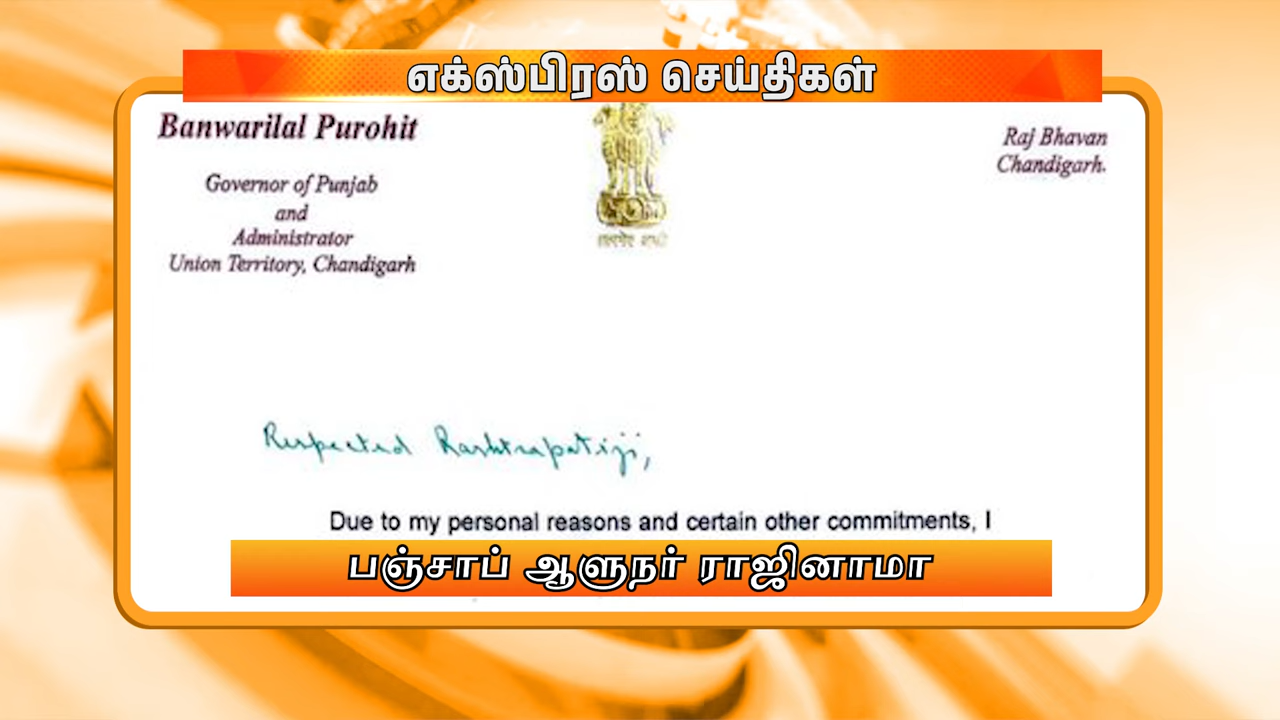 எக்ஸ்பிரஸ் செய்திகள்
Banwarilal Purohit
Governor of Punjab
and
Administrator
Union Territory, Chandigarh
Raj Bhavan
Chandigarh.
Respected Rashtrapatiji,
Due to my personal reasons and certain other commitments, I
பஞ்சாப் ஆளுநர் ராஜினாமா